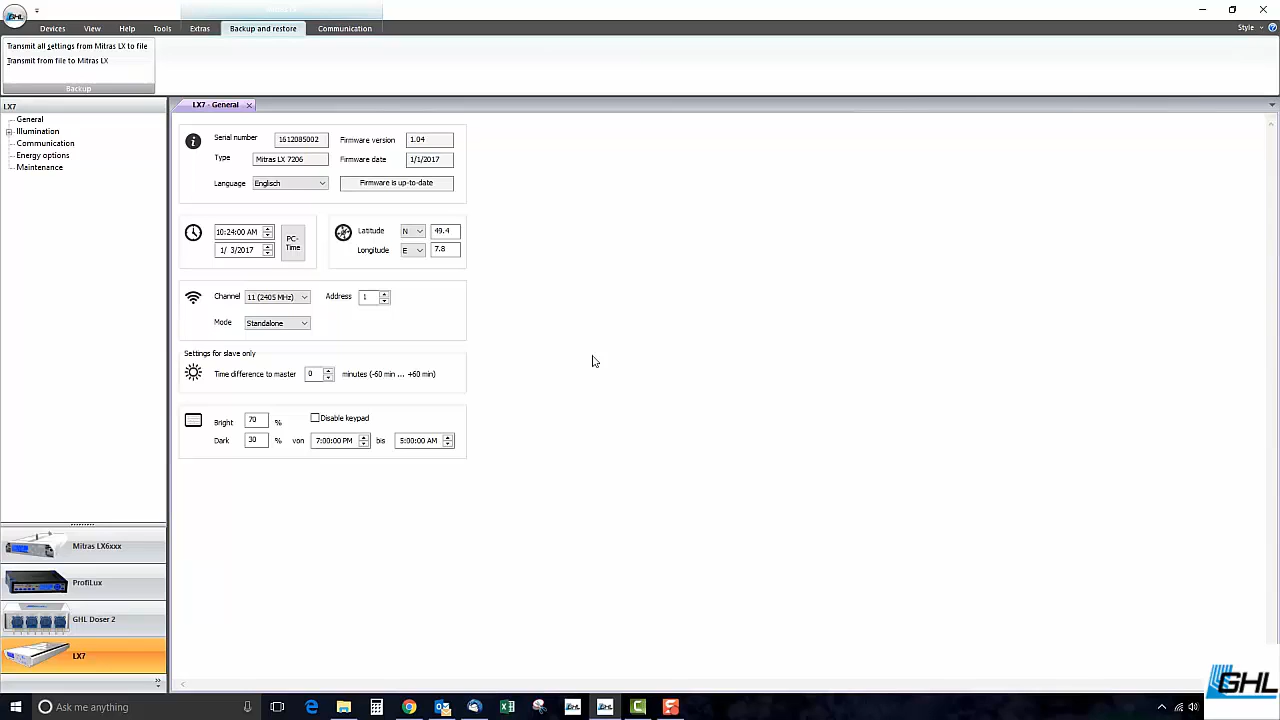 GHL
Devices View Help Tools Extras Backup and restore Communication Style
Transmit all settings from Mitras LX to file
Transmit from file to Mitras LX
Backup
LX7
LX7 - General
General
Illumination
Communication
Energy options
Maintenance
Serial number 1612085002 Firmware version 1.04
Type Mitras LX 7206 Firmware date 1/1/2017
Language Englisch Firmware is up-to-date
10:24:00 AM
1/ 3/2017
PC-
Time
Latitude N 49.4
Longitude E 7.8
Channel 11 (2405 MHz) Address 1
Mode Standalone
Settings for slave only
Time difference to master 0 minutes (-60 min ... +60 min)
Bright 70 % Disable keypad
Dark 30 % von 7:00:00 PM bis 5:00:00 AM
Mitras LX6xxx
ProfiLux
GHL Doser 2
LX7
GHL
Ask me anything